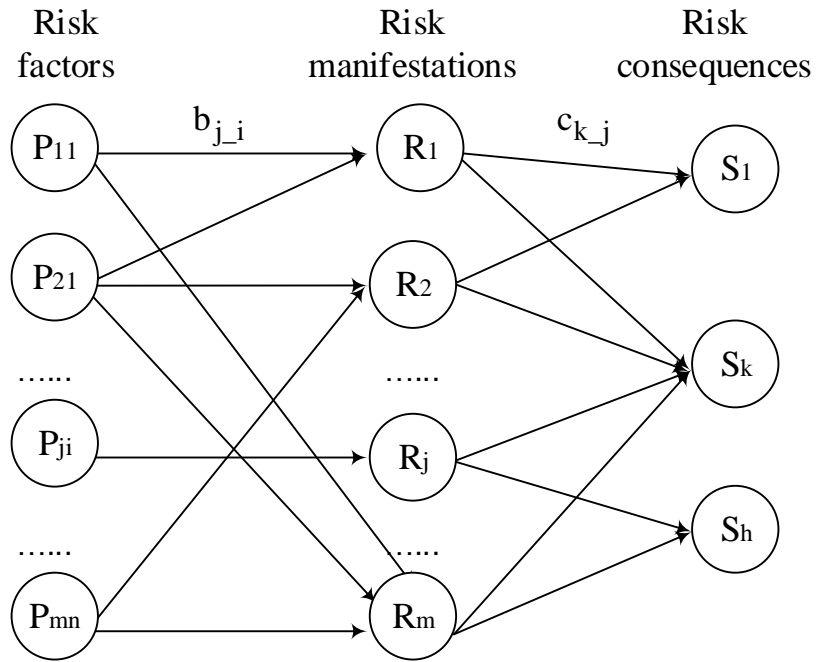 Risk factors
Risk manifestations
Risk consequences
b j_i
c k_j
P11
R1
S1
P21
R2
......
......
Sk
Pji
Rj
Sh
......
......
Pmn
Rm